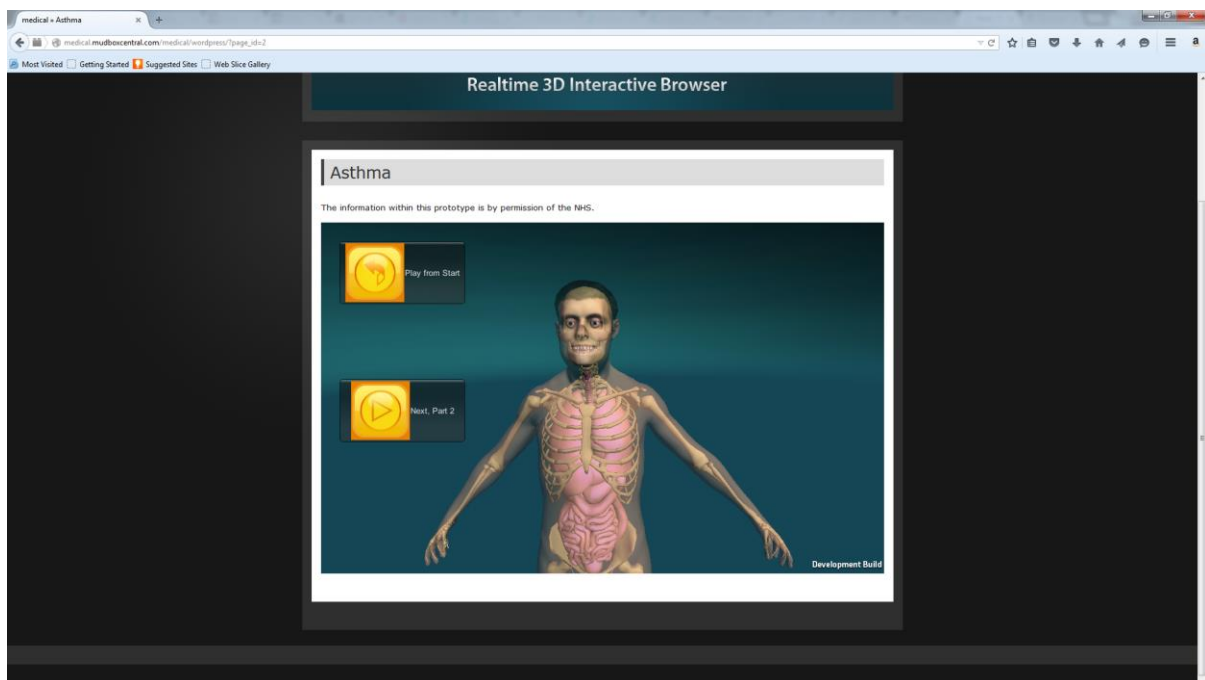 medical » Asthma
medical.mudboxcentral.com/medical/wordpress/?page_id=2
Most Visited Getting Started Suggested Sites Web Slice Gallery
Realtime 3D Interactive Browser
Asthma
The information within this prototype is by permission of the NHS.
Play from Start
Next, Part 2
Development Build